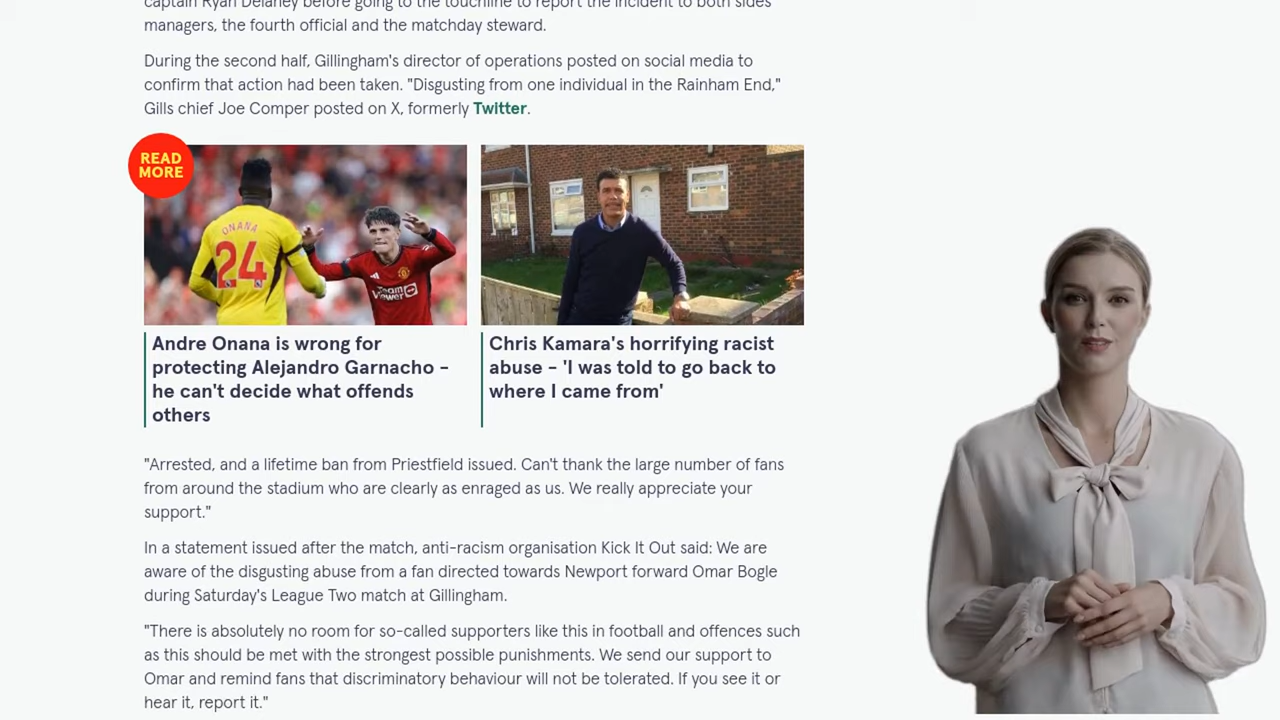 captain Ryan Delaney before going to the touchline to report the incident to both sides'
managers, the fourth official and the matchday steward.
During the second half, Gillingham's director of operations posted on social media to
confirm that action had been taken. "Disgusting from one individual in the Rainham End,"
Gills chief Joe Comper posted on X, formerly Twitter.
READ
MORE
ONANA
24
Team
Viewer
Andre Onana is wrong for
protecting Alejandro Garnacho -
he can't decide what offends
others
Chris Kamara's horrifying racist
abuse - 'I was told to go back to
where I came from'
"Arrested, and a lifetime ban from Priestfield issued. Can't thank the large number of fans
from around the stadium who are clearly as enraged as us. We really appreciate your
support."
In a statement issued after the match, anti-racism organisation Kick It Out said: We are
aware of the disgusting abuse from a fan directed towards Newport forward Omar Bogle
during Saturday's League Two match at Gillingham.
"There is absolutely no room for so-called supporters like this in football and offences such
as this should be met with the strongest possible punishments. We send our support to
Omar and remind fans that discriminatory behaviour will not be tolerated. If you see it or
hear it, report it."